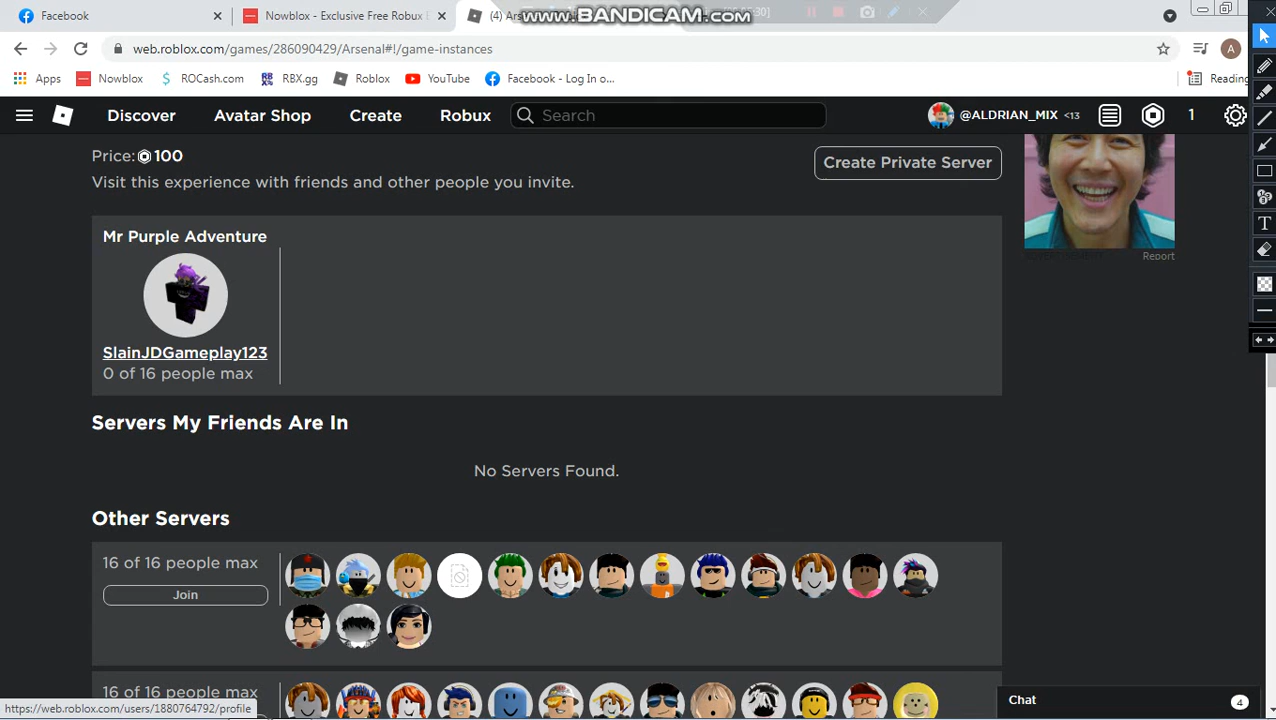 Facebook
Nowblox - Exclusive Free Robux
(4) Ars
www.BANDICAM.com
web.roblox.com/games/286090429/Arsenal#!/game-instances
A
Apps
Nowblox
ROCash.com
RBX.gg
Roblox
YouTube
Facebook - Log In o...
Reading
Discover
Avatar Shop
Create
Robux
Search
@ALDRIAN_MIX <13
1
Price: 100
Create Private Server
Visit this experience with friends and other people you invite.
Mr Purple Adventure
SlainJDGameplay123
0 of 16 people max
Report
Servers My Friends Are In
No Servers Found.
Other Servers
16 of 16 people max
Join
16 of 16 people max
https://web.roblox.com/users/1880764792/profile
Chat
4